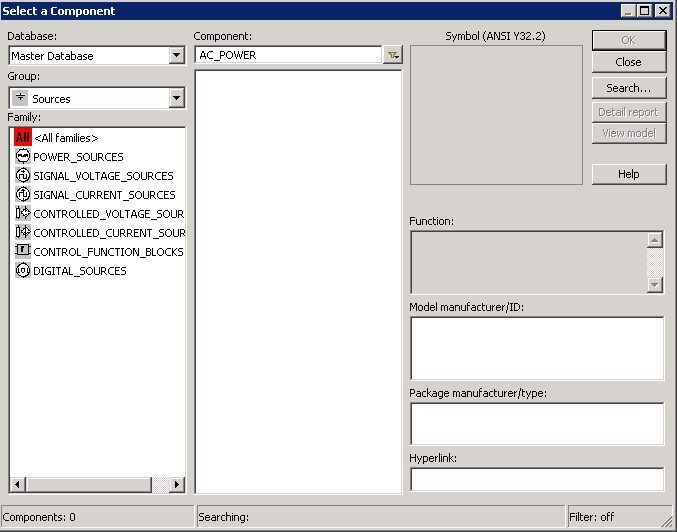 Select a Component
Database:
Master Database
Group:
Sources
Family:
All <All families>
POWER_SOURCES
SIGNAL_VOLTAGE_SOURCES
SIGNAL_CURRENT_SOURCES
CONTROLLED_VOLTAGE_SOUR
CONTROLLED_CURRENT_SOUR
CONTROL_FUNCTION_BLOCKS
DIGITAL_SOURCES
Component:
AC_POWER
Symbol (ANSI Y32.2)
OK
Close
Search...
Detail report
View model
Help
Function:
Model manufacturer/ID:
Package manufacturer/type:
Hyperlink:
Components: 0
Searching:
Filter: off